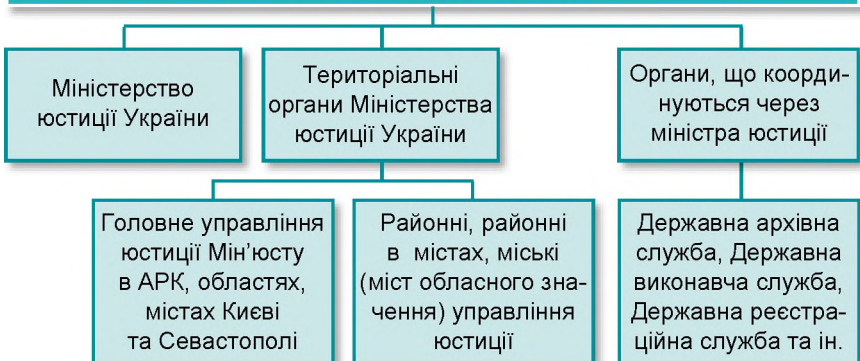 Міністерство
юстиції України
Територіальні
органи Міністерства
юстиції України
Органи, що коорди-
нуються через
міністра юстиції
Головне управління
юстиції Мін’юсту
в АРК, областях,
містах Києві
та Севастополі
Районні, районні
в містах, міські
(міст обласного зна-
чення) управління
юстиції
Державна архівна
служба, Державна
виконавча служба,
Державна реєстра-
ційна служба та ін.